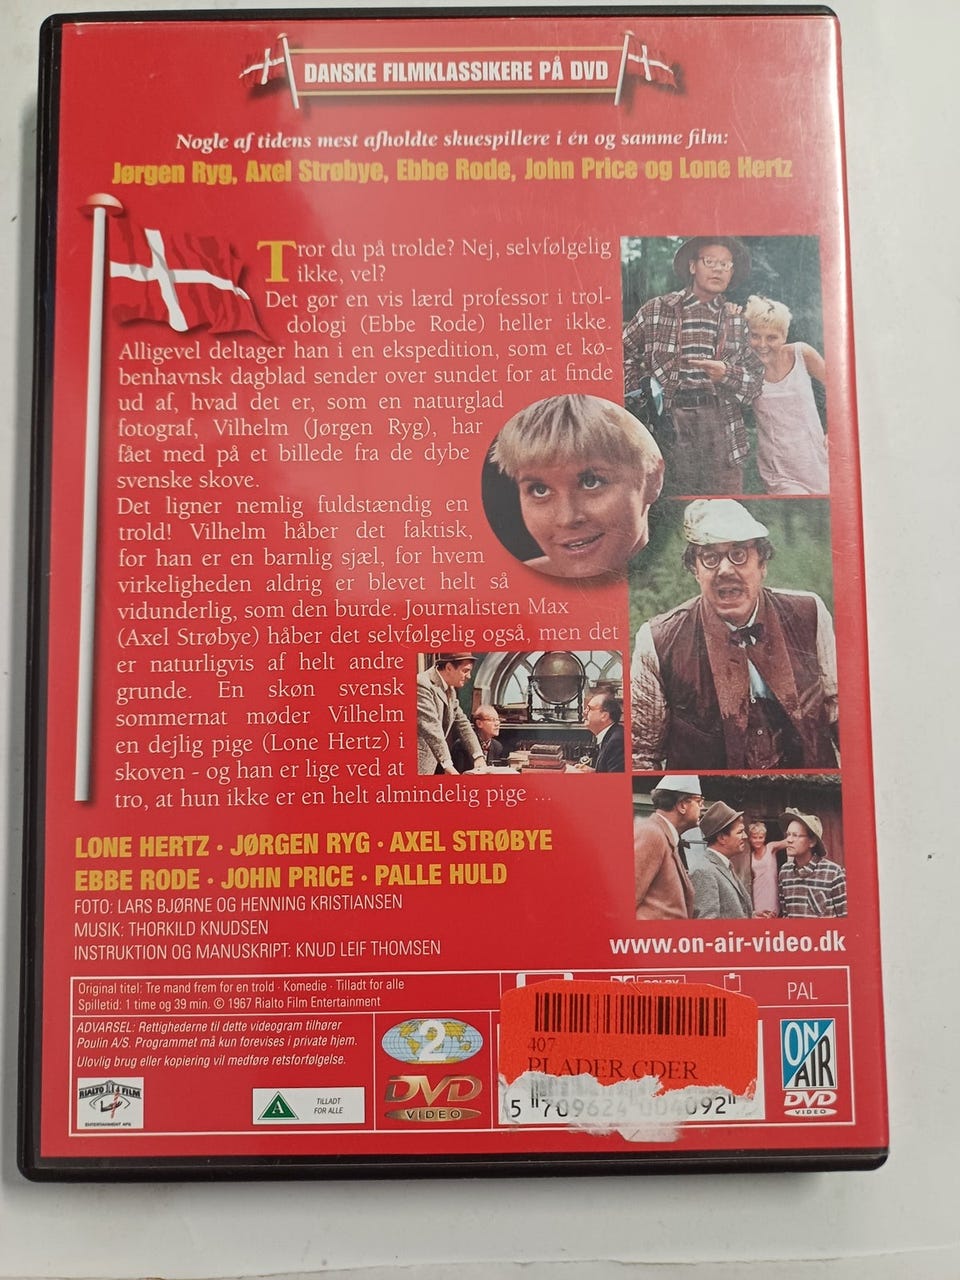 DANSKE FILMKLASSIKERE PÅ DVD
Nogle af tidens mest afholdte skuespillere i én og samme film:
Jørgen Ryg, Axel Strøbye, Ebbe Rode, John Price og Lone Hertz
Tror du på trolde? Nej, selvfølgelig
ikke, vel?
Det gør en vis lærd professor i trol-
dologi (Ebbe Rode) heller ikke.
Alligevel deltager han i en ekspedition, som et kø-
benhavnsk dagblad sender over sundet for at finde
ud af, hvad det er, som en naturglad
fotograf, Vilhelm (Jørgen Ryg), har
fået med på et billede fra de dybe
svenske skove.
Det ligner nemlig fuldstændig en
trold! Vilhelm håber det faktisk,
for han er en barnlig sjæl, for hvem
virkeligheden aldrig er blevet helt så
vidunderlig, som den burde. Journalisten Max
(Axel Strøbye) håber det selvfølgelig også, men det
er naturligvis af helt andre
grunde. En skøn svensk
sommernat møder Vilhelm
en dejlig pige (Lone Hertz) i
skoven - og han er lige ved at
tro, at hun ikke er en helt almindelig pige ...
LONE HERTZ · JØRGEN RYG · AXEL STRØBYE
EBBE RODE · JOHN PRICE · PALLE HULD
FOTO: LARS BJØRNE OG HENNING KRISTIANSEN
MUSIK: THORKILD KNUDSEN
INSTRUKTION OG MANUSKRIPT: KNUD LEIF THOMSEN
www.on-air-video.dk
Original titel: Tre mand frem for en trold · Komedie · Tilladt for alle
Spilletid: 1 time og 39 min. © 1967 Rialto Film Entertainment
PAL
ADVARSEL: Rettighederne til dette videogram tilhører
Poulin A/S. Programmet må kun forevises i private hjem.
Ulovlig brug eller kopiering vil medføre retsforfølgelse.
RIALTO FILM
ENTERTAINMENT APS
A
TILLADT
FOR ALLE
2
DVD
VIDEO
407
PLADER CDER
5 "709624 004092"
ON
AIR
DVD
VIDEO